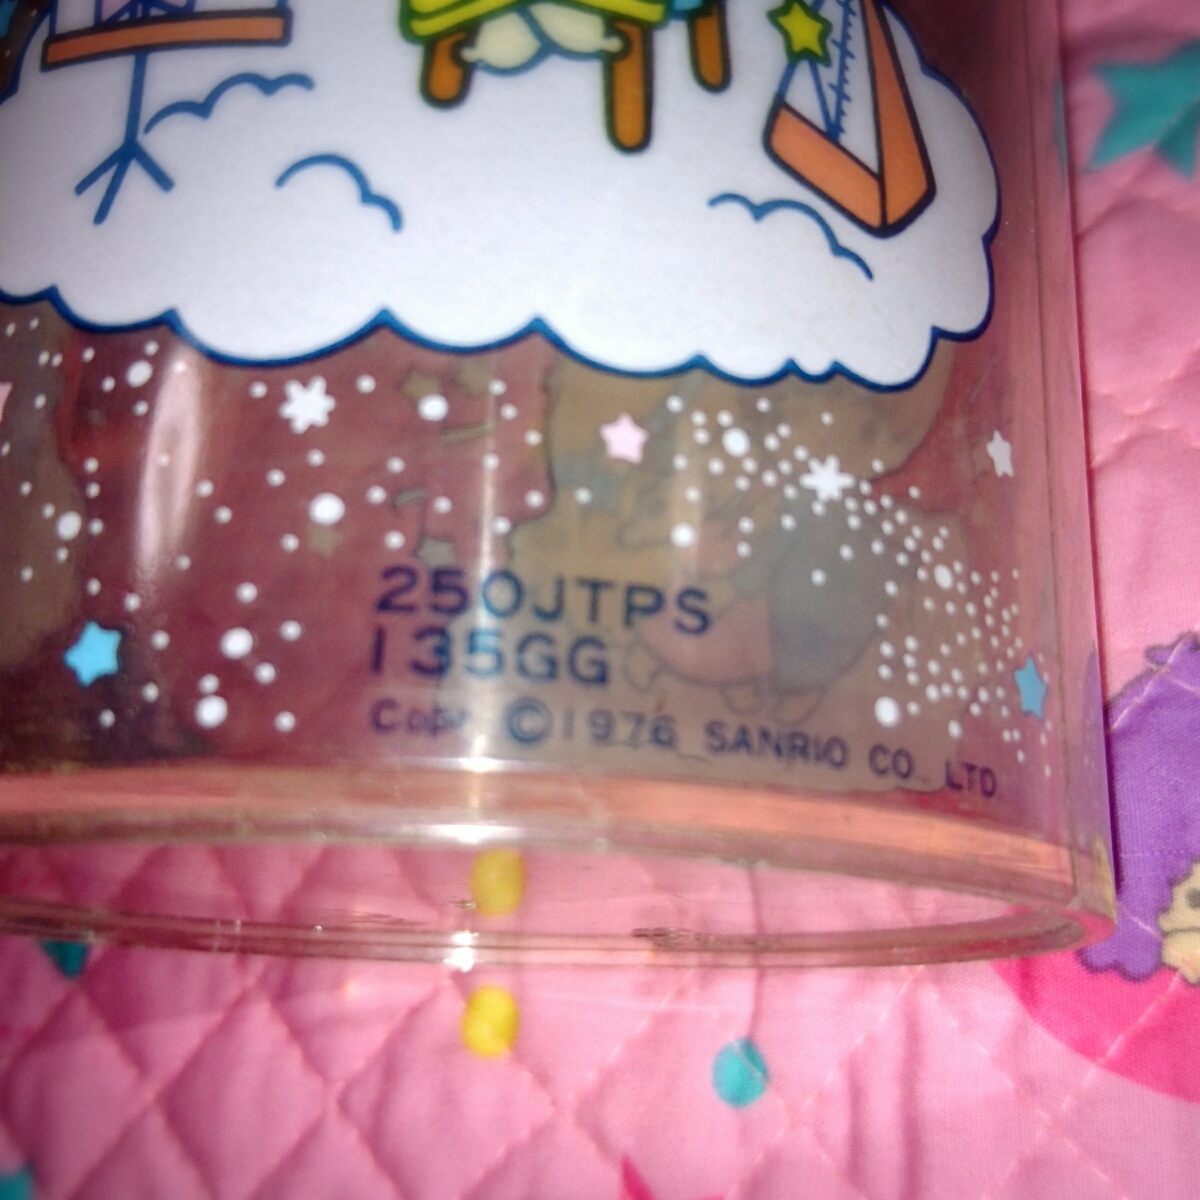 250JTPS
135GG
Copr. ©1976 SANRIO CO., LTD.